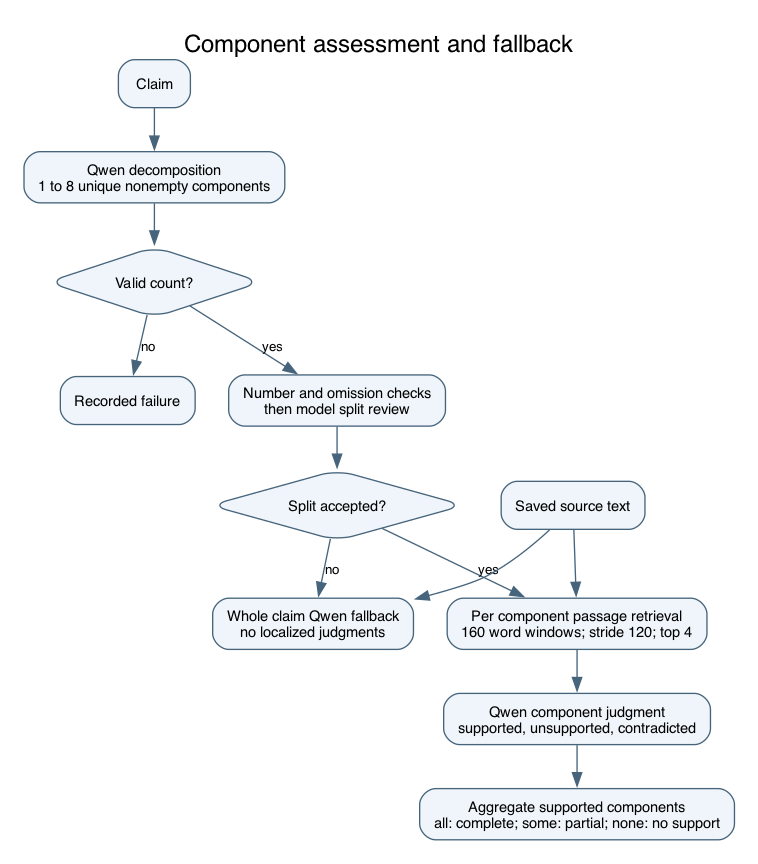 Component assessment and fallback
Claim
Qwen decomposition
1 to 8 unique nonempty components
Valid count?
no
yes
Recorded failure
Number and omission checks
then model split review
Split accepted?
Saved source text
no
yes
Whole claim Qwen fallback
no localized judgments
Per component passage retrieval
160 word windows; stride 120; top 4
Qwen component judgment
supported, unsupported, contradicted
Aggregate supported components
all: complete; some: partial; none: no support